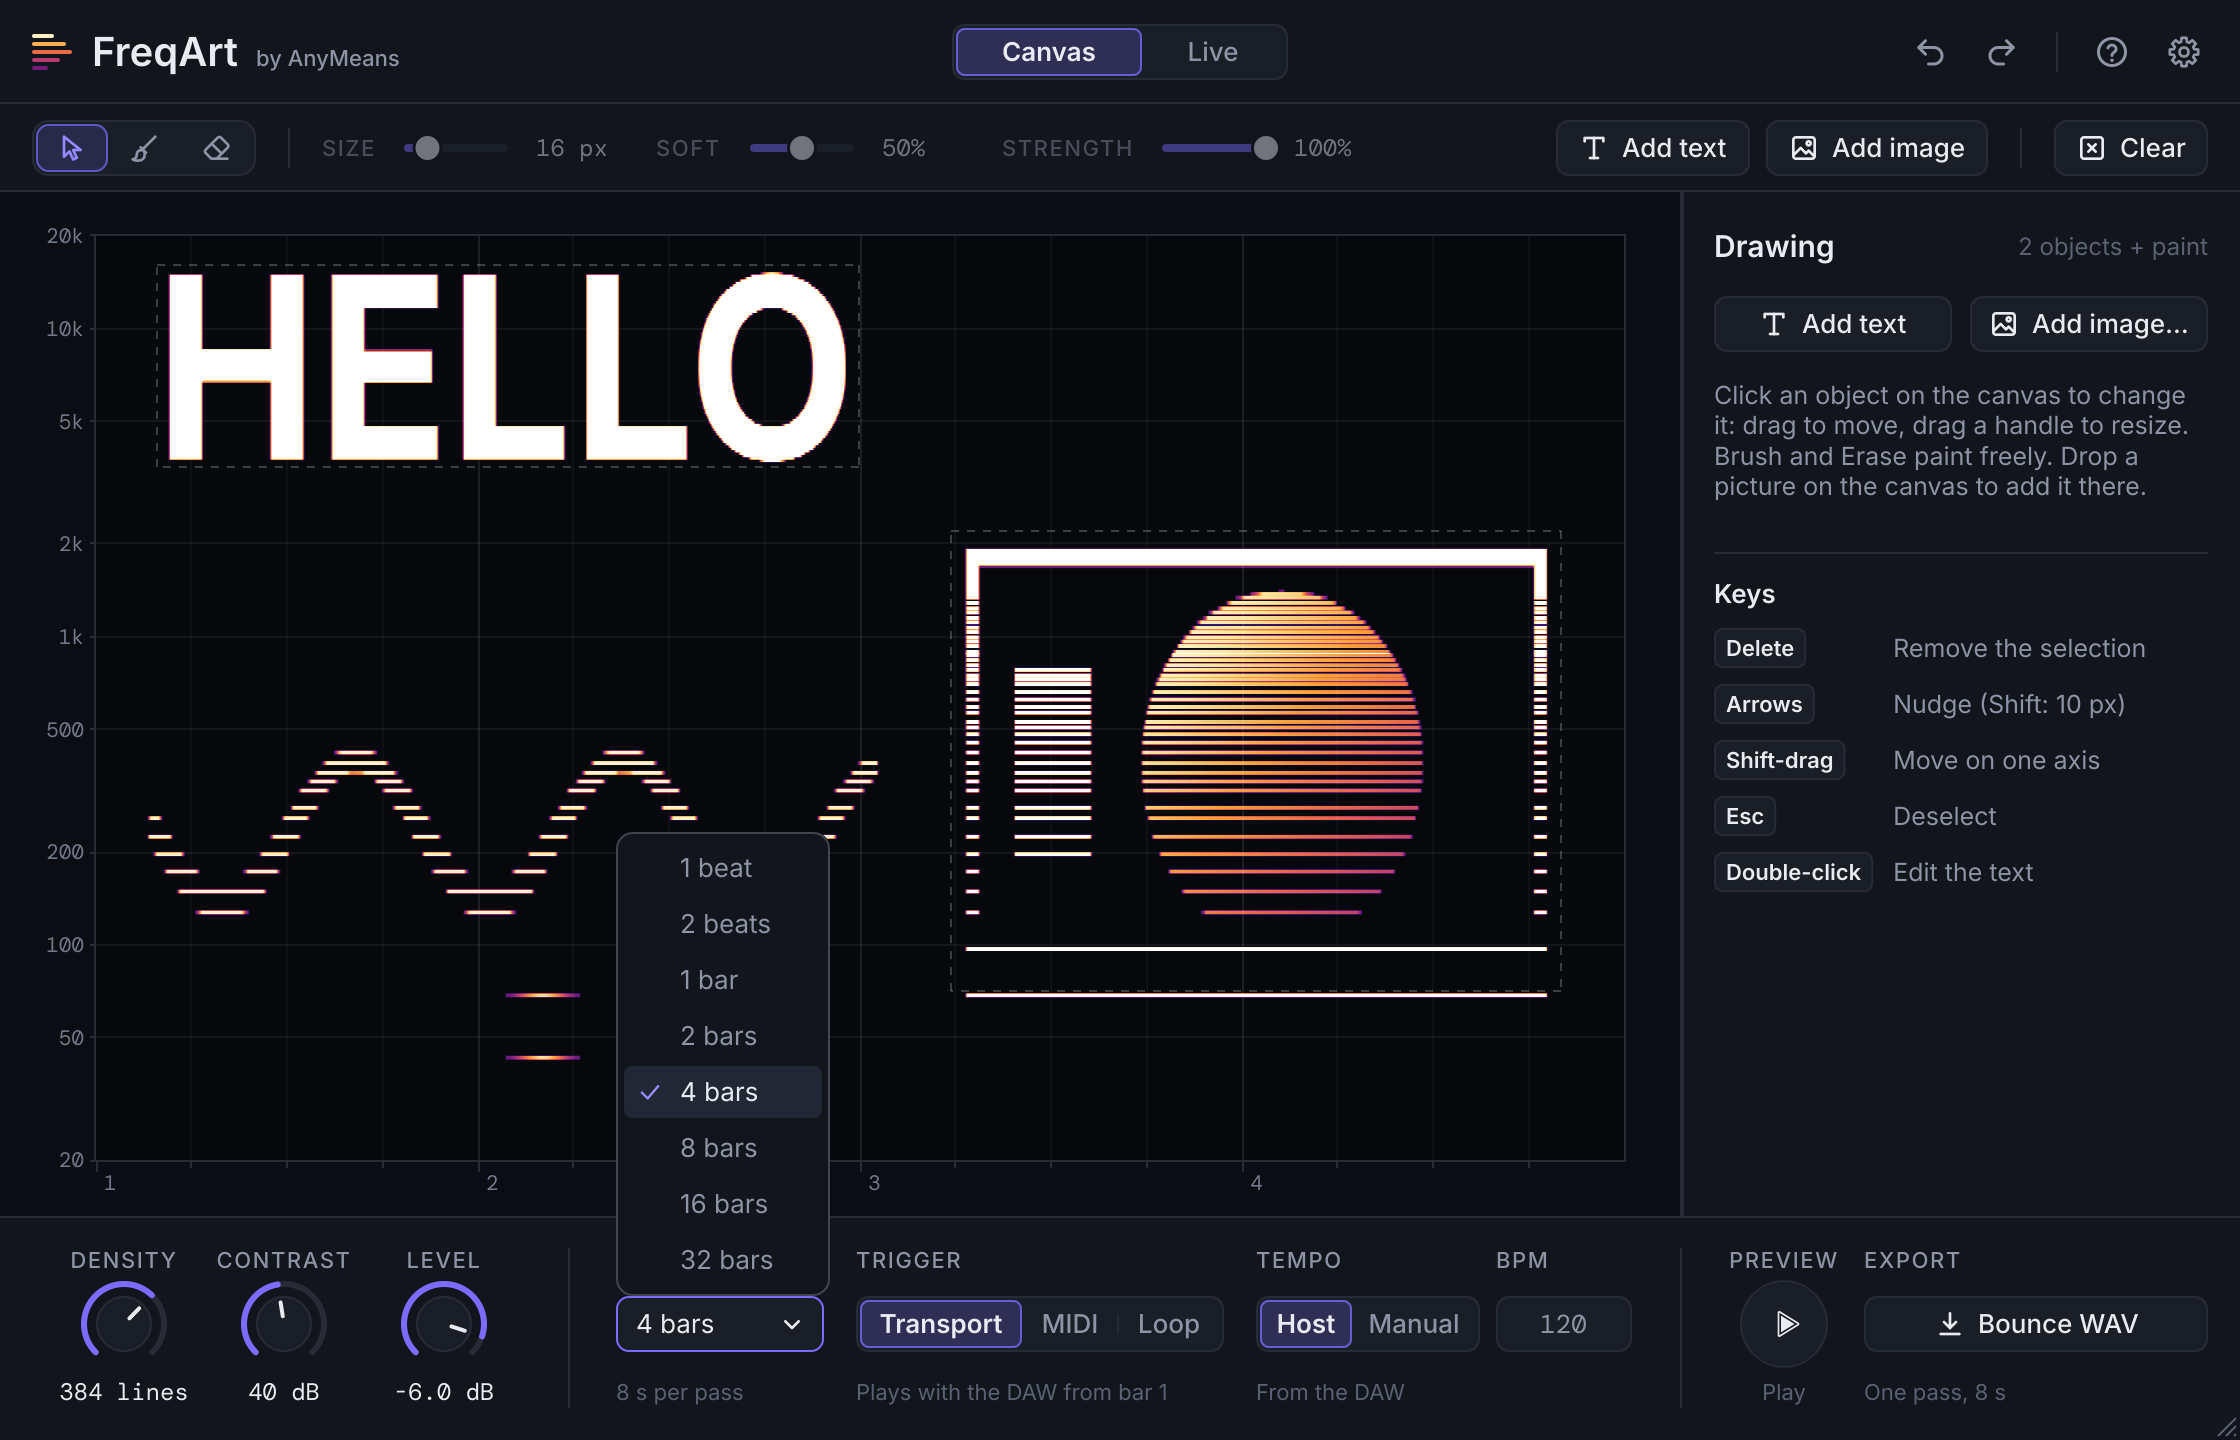 FreqArt by AnyMeans
Canvas Live
SIZE 16 px SOFT 50% STRENGTH 100%
Add text Add image Clear
20k
10k
5k
2k
1k
500
200
100
50
20
1 2 3 4
HELLO
Drawing 2 objects + paint
Add text Add image...
Click an object on the canvas to change
it: drag to move, drag a handle to resize.
Brush and Erase paint freely. Drop a
picture on the canvas to add it there.
Keys
Delete Remove the selection
Arrows Nudge (Shift: 10 px)
Shift-drag Move on one axis
Esc Deselect
Double-click Edit the text
1 beat
2 beats
1 bar
2 bars
4 bars
8 bars
16 bars
32 bars
DENSITY CONTRAST LEVEL
384 lines 40 dB -6.0 dB
4 bars
8 s per pass
TRIGGER
Transport MIDI Loop
Plays with the DAW from bar 1
TEMPO BPM
Host Manual 120
From the DAW
PREVIEW EXPORT
Bounce WAV
Play One pass, 8 s